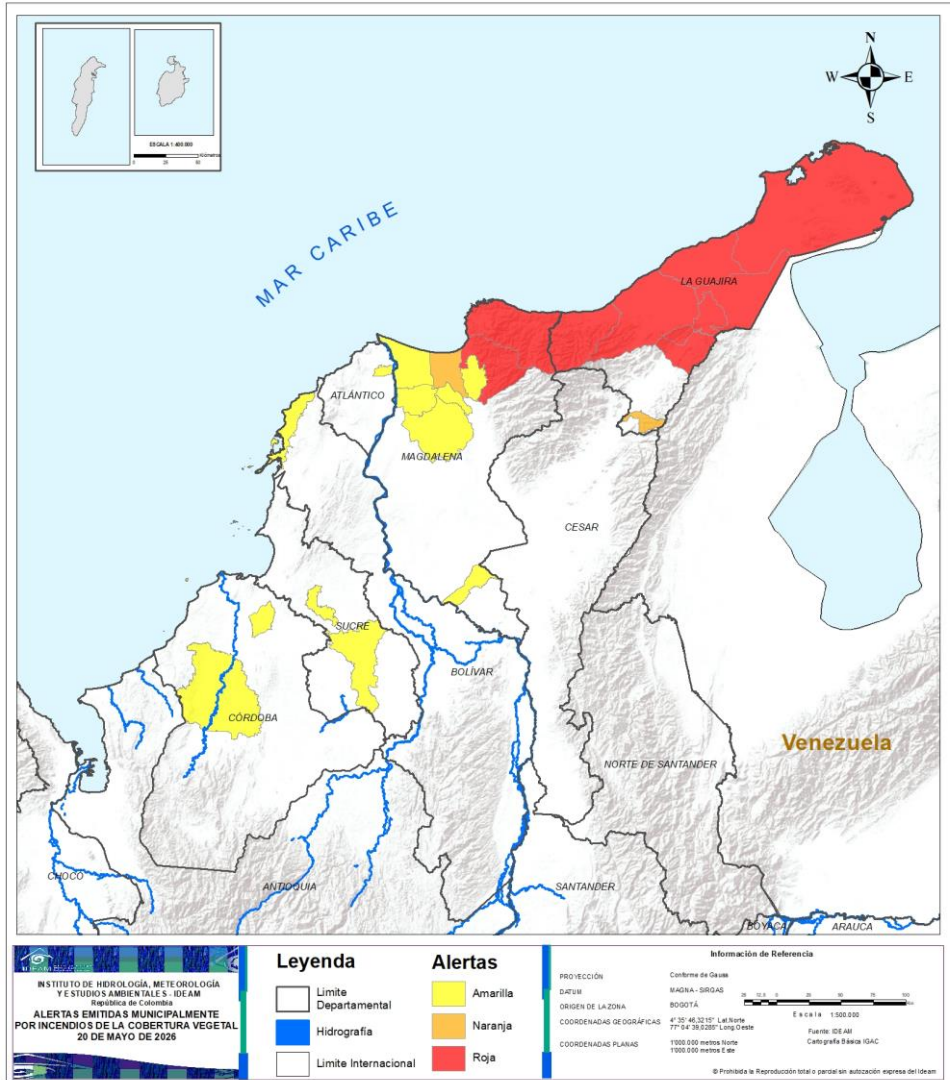 ESCALA 1:400.000
N
W
E
S
MAR CARIBE
LA GUAJIRA
ATLÁNTICO
MAGDALENA
CESAR
SUCRE
BOLÍVAR
CÓRDOBA
Venezuela
NORTE DE SANTANDER
CHOCÓ
ANTIOQUIA
SANTANDER
BOYACÁ
ARAUCA
IDEAM
INSTITUTO DE HIDROLOGÍA, METEOROLOGÍA
Y ESTUDIOS AMBIENTALES - IDEAM
República de Colombia
ALERTAS EMITIDAS MUNICIPALMENTE
POR INCENDIOS DE LA COBERTURA VEGETAL
20 DE MAYO DE 2026
Leyenda
Limite
Departamental
Hidrografía
Limite Internacional
Alertas
Amarilla
Naranja
Roja
Información de Referencia
PROYECCIÓN Conforme de Gauss
DATUM MAGNA - SIRGAS
ORIGEN DE LA ZONA BOGOTÁ
COORDENADAS GEOGRÁFICAS 4° 35' 46,3215" Lat.Norte
77° 04' 39,0285" Long.Oeste
COORDENADAS PLANAS 1'000.000 metros Norte
1'000.000 metros Este
Escala 1:500.000
Fuente: IDEAM
Cartografía Básica IGAC
© Prohibida la Reproducción total o parcial sin autozación expresa del Ideam